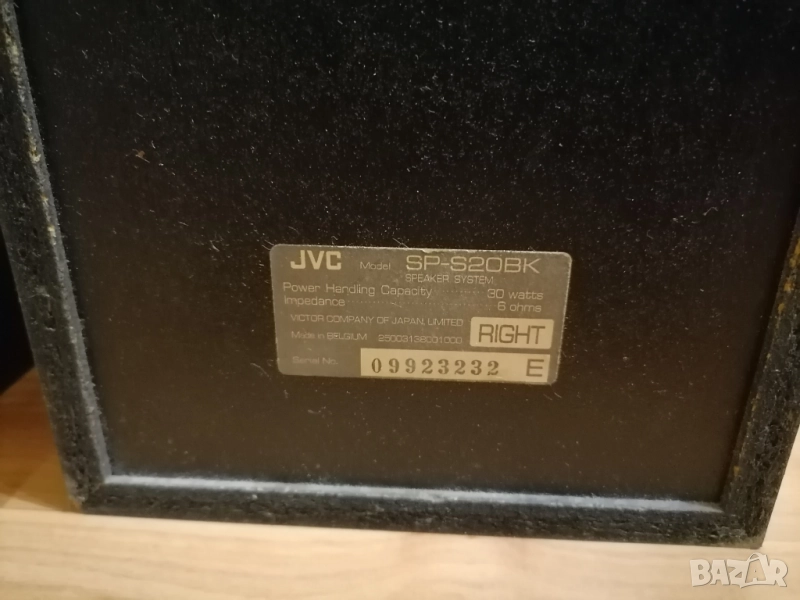 JVC Model SP-S20BK
SPEAKER SYSTEM
Power Handling Capacity 30 watts
Impedance 6 ohms
VICTOR COMPANY OF JAPAN, LIMITED
RIGHT
Made in BELGIUM
Serial No. 09923232 E
BAZAR